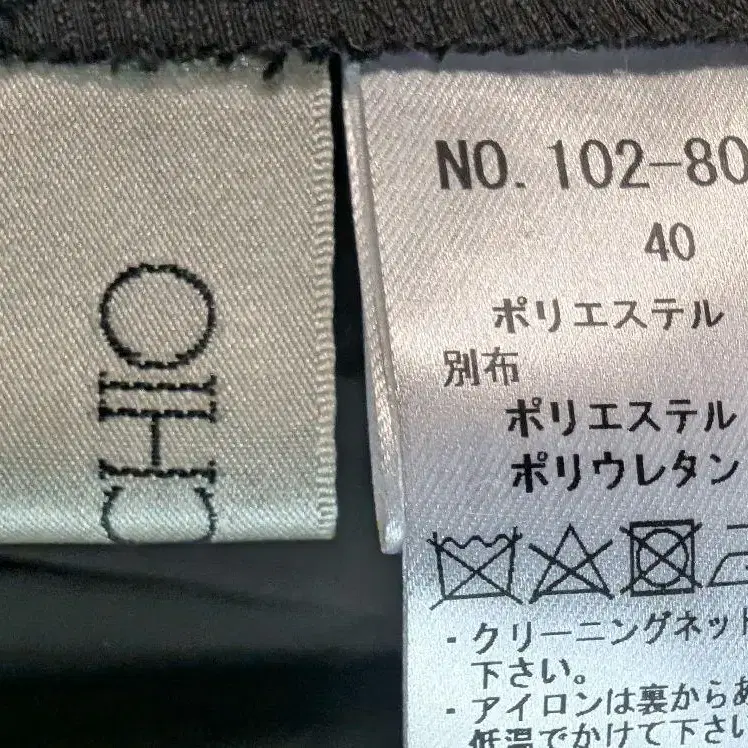 CHIO
NO. 102-80
40
ポリエステル
別布
ポリエステル
ポリウレタン
・クリーニングネット
下さい。
・アイロンは裏からあ
低温でかけて下さい